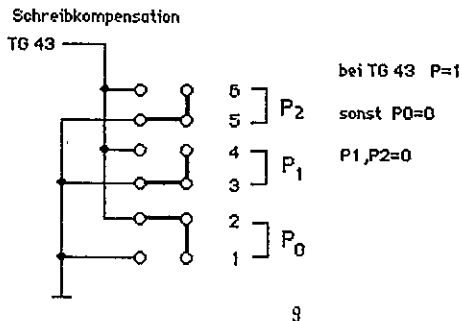 Schreibkompensation
TG 43
bei TG 43 P=1
6
P2
5
sonst P0=0
4
P1
3
P1,P2=0
2
P0
1
9